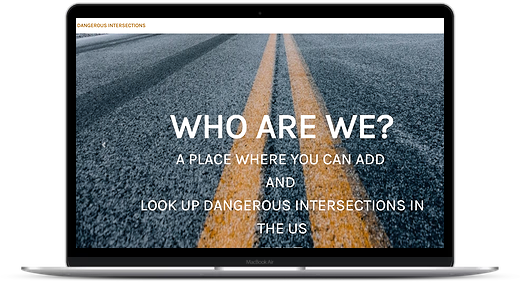 DANGEROUS INTERSECTIONS
WHO ARE WE?
A PLACE WHERE YOU CAN ADD
AND
LOOK UP DANGEROUS INTERSECTIONS IN
THE US
MacBook Air